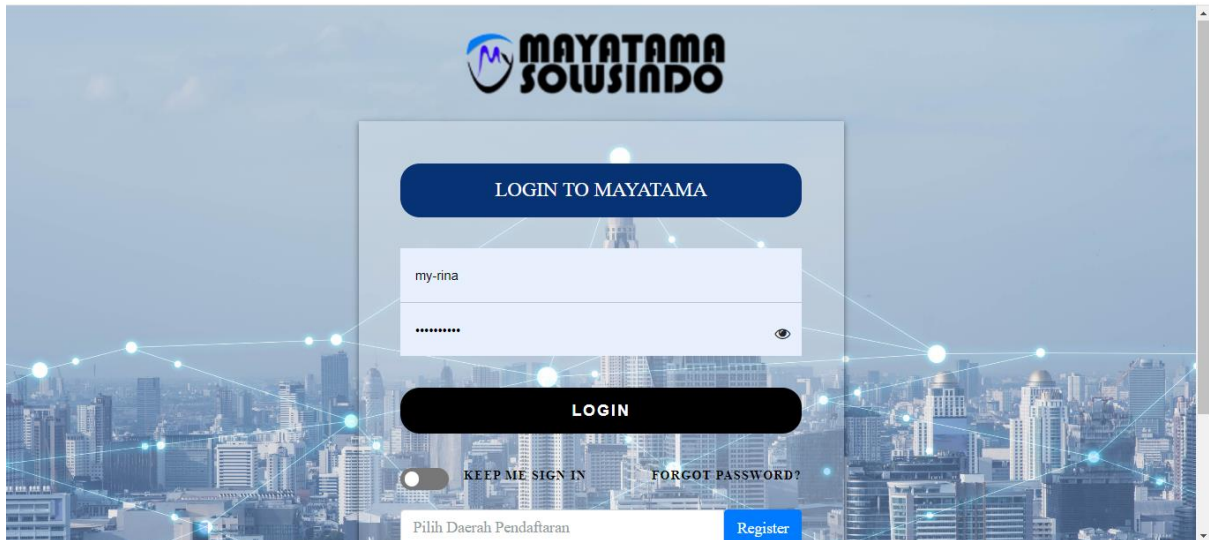 MAYATAMA
SOLUSINDO
LOGIN TO MAYATAMA
my-rina
••••••••••
LOGIN
KEEP ME SIGN IN FORGOT PASSWORD?
Pilih Daerah Pendaftaran Register